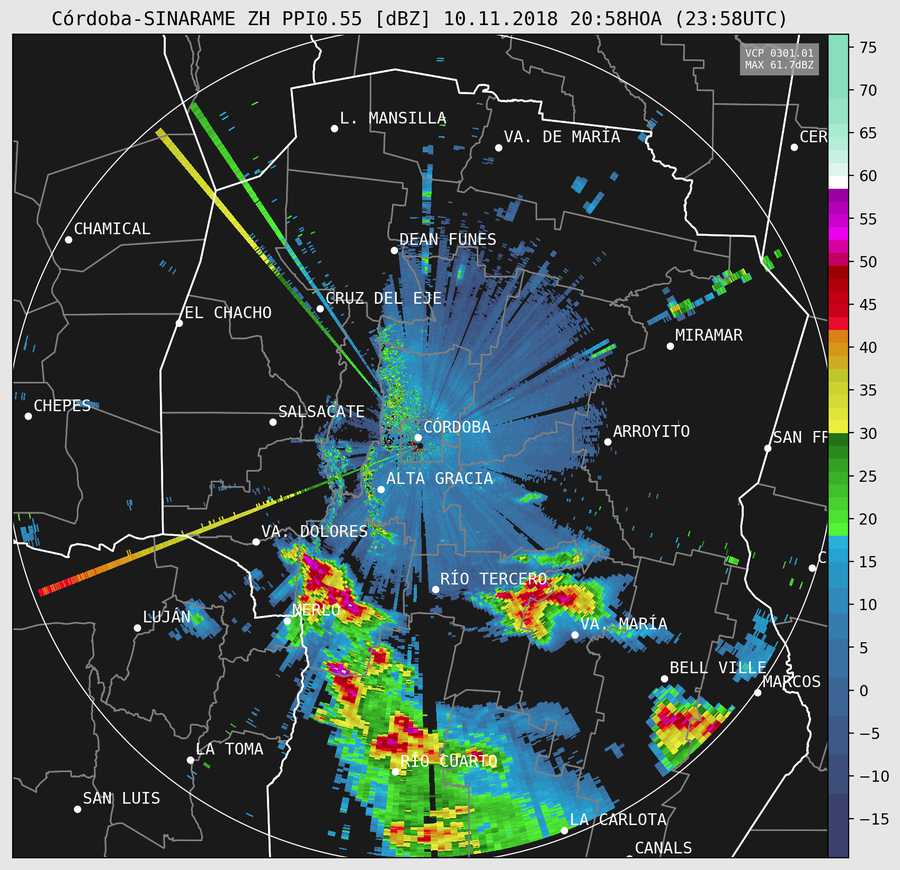 Córdoba-SINARAME ZH PPI0.55 [dBZ] 10.11.2018 20:58HOA (23:58UTC)
VCP 0301.01
MAX 61.7dBZ
75
70
65
60
55
50
45
40
35
30
25
20
15
10
5
0
−5
−10
−15
L. MANSILLA
VA. DE MARÍA
CER
CHAMICAL
DEAN FUNES
CRUZ DEL EJE
EL CHACHO
MIRAMAR
CHEPES
SALSACATE
CÓRDOBA
ARROYITO
SAN FR
ALTA GRACIA
VA. DOLORES
C
RÍO TERCERO
LUJÁN
MERLO
VA. MARÍA
BELL VILLE
MARCOS
LA TOMA
RÍO CUARTO
SAN LUIS
LA CARLOTA
CANALS